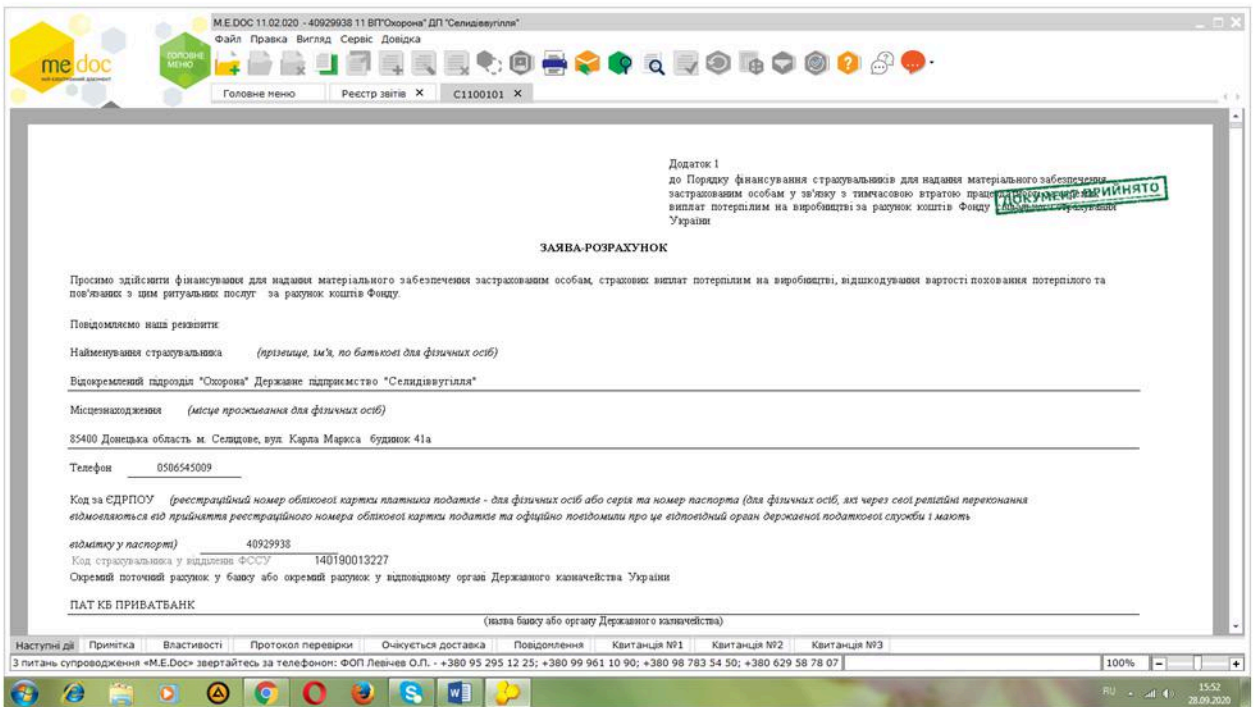 M.E.DOC 11.02.020 - 40929938 11 ВП"Охорона" ДП "Селидіввугілля"
Файл Правка Вигляд Сервіс Довідка
me doc
мій електронний документ
ГОЛОВНЕ МЕНЮ
Головне меню Реєстр звітів X C1100101 X
Додаток 1
до Порядку фінансування страхувальників для надання матеріального забезпечення
застрахованим особам у зв'язку з тимчасовою втратою
виплат потерпілим на виробництві за рахунок коштів Фонду
України
ДОКУМЕНТ ПРИЙНЯТО
ЗАЯВА-РОЗРАХУНОК
Просимо здійснити фінансування для надання матеріального забезпечення застрахованим особам, страхових виплат потерпілим на виробництві, відшкодування вартості поховання потерпілого та
пов'язаних з цим ритуальних послуг за рахунок коштів Фонду.
Повідомляємо наші реквізити:
Найменування страхувальника (прізвище, ім'я, по батькові для фізичних осіб)
Відокремлений підрозділ "Охорона" Державне підприємство "Селидіввугілля"
Місцезнаходження (місце проживання для фізичних осіб)
85400 Донецька область м. Селидове, вул. Карла Маркса будинок 41а
Телефон 0506545009
Код за ЄДРПОУ (реєстраційний номер облікової картки платника податків - для фізичних осіб або серія та номер паспорта (для фізичних осіб, які через свої релігійні переконання
відмовляються від прийняття реєстраційного номера облікової картки податків та офіційно повідомили про це відповідний орган державної податкової служби і мають
відмітку у паспорті) 40929938
Код страхувальника у відділенні ФССУ 140190013227
Окремий поточний рахунок у банку або окремий рахунок у відповідному органі Державного казначейства України
ПАТ КБ ПРИВАТБАНК
(назва банку або органу Державного казначейства)
Наступні дії Примітка Властивості Протокол перевірки Очікується доставка Повідомлення Квитанція №1 Квитанція №2 Квитанція №3
З питань супроводження «M.E.Doc» звертайтесь за телефоном: ФОП Левічев О.П. - +380 95 295 12 25; +380 99 961 10 90; +380 98 783 54 50; +380 629 58 78 07 100%
RU 15:52
28.09.2020